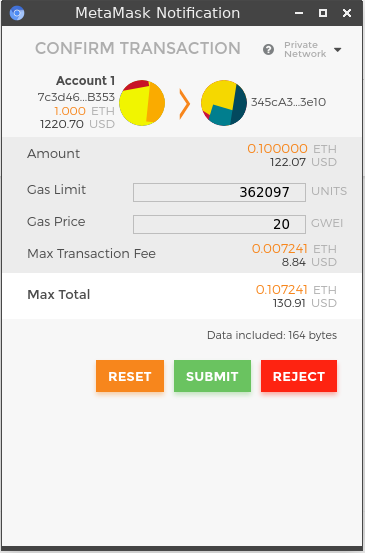 MetaMask Notification
CONFIRM TRANSACTION
? Private Network
Account 1
7c3d46...B353
1.000 ETH
1220.70 USD
345cA3...3e10
Amount 0.100000 ETH
122.07 USD
Gas Limit 362097 UNITS
Gas Price 20 GWEI
Max Transaction Fee 0.007241 ETH
8.84 USD
Max Total 0.107241 ETH
130.91 USD
Data included: 164 bytes
RESET SUBMIT REJECT